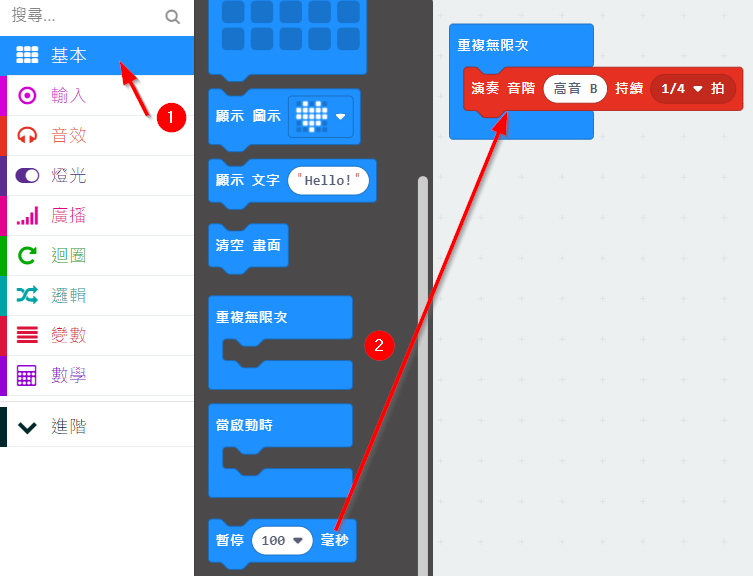 搜尋...
基本
輸入
音效
燈光
廣播
迴圈
邏輯
變數
數學
進階
1
顯示 圖示
顯示 文字 "Hello!"
清空 畫面
重複無限次
當啟動時
暫停 100 毫秒
2
重複無限次
演奏 音階 高音 B 持續 1/4 拍